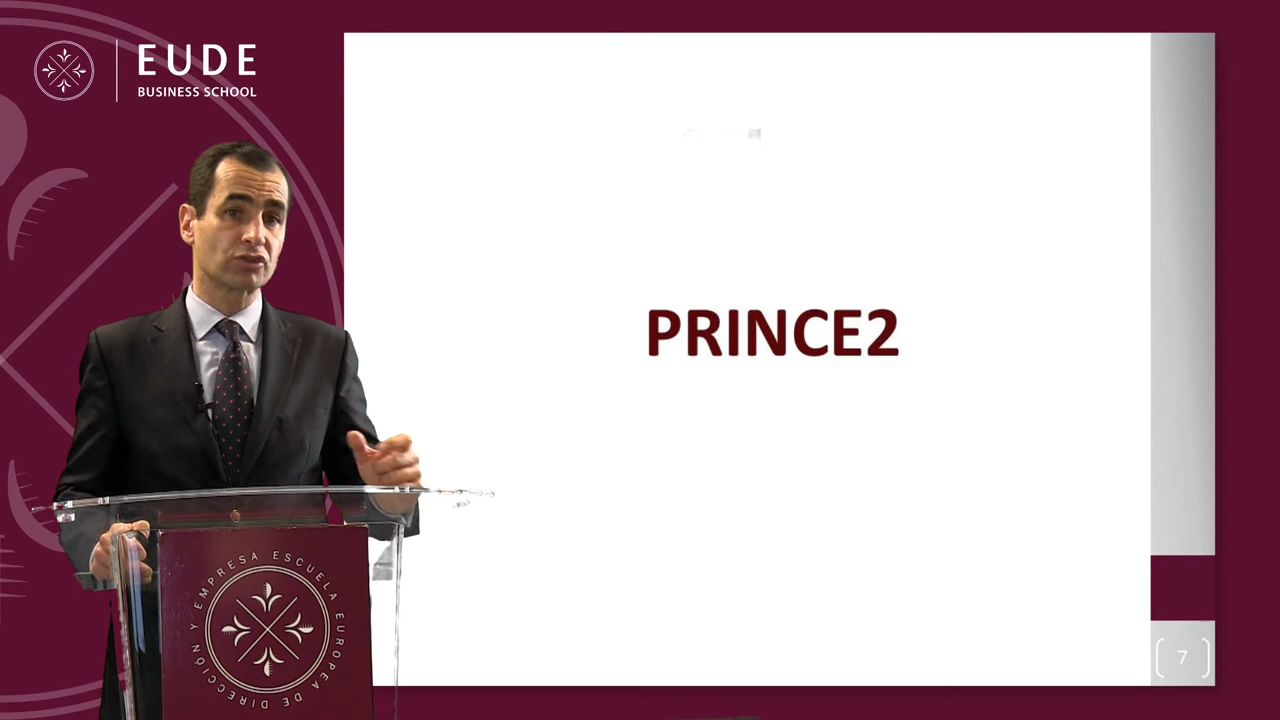 EUDE
BUSINESS SCHOOL
PRINCE2
ESCUELA EUROPEA DE DIRECCIÓN Y EMPRESA
7